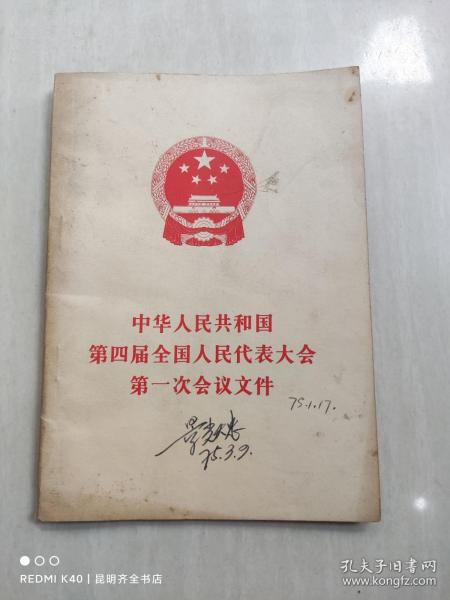 中华人民共和国
第四届全国人民代表大会
第一次会议文件
75.1.17.
75.3.9.
REDMI K40 | 昆明齐全书店
孔夫子旧书网
www.kongfz.com